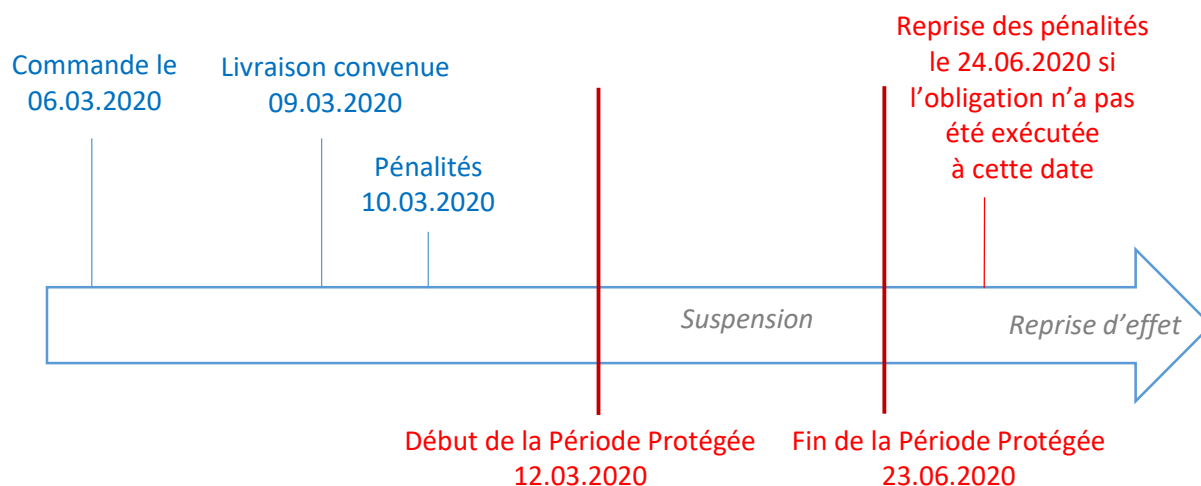 Commande le
06.03.2020
Livraison convenue
09.03.2020
Pénalités
10.03.2020
Reprise des pénalités
le 24.06.2020 si
l’obligation n’a pas
été exécutée
à cette date
Suspension
Reprise d’effet
Début de la Période Protégée
12.03.2020
Fin de la Période Protégée
23.06.2020